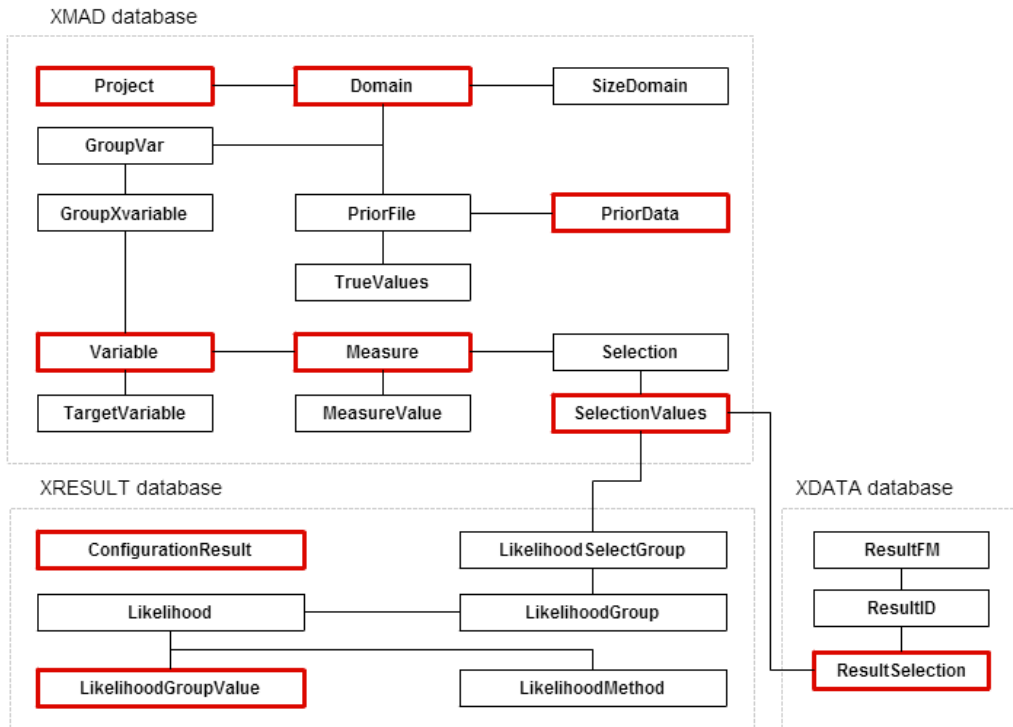 XMAD database
Project
Domain
SizeDomain
GroupVar
GroupXvariable
PriorFile
PriorData
TrueValues
Variable
Measure
Selection
TargetVariable
MeasureValue
SelectionValues
XRESULT database
XDATA database
ConfigurationResult
LikelihoodSelectGroup
ResultFM
Likelihood
LikelihoodGroup
ResultID
LikelihoodGroupValue
LikelihoodMethod
ResultSelection